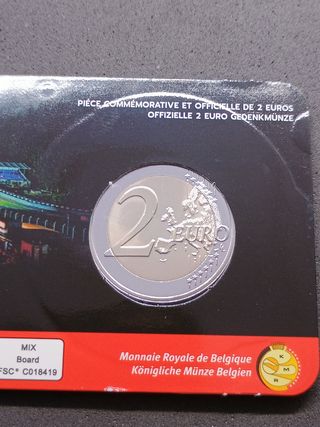 PIÈCE COMMÉMORATIVE ET OFFICIELLE DE 2 EUROS
OFFIZIELLE 2 EURO GEDENKMÜNZE
2 EURO
MIX
Board
FSC® C018419
Monnaie Royale de Belgique
Königliche Münze Belgien
KMR